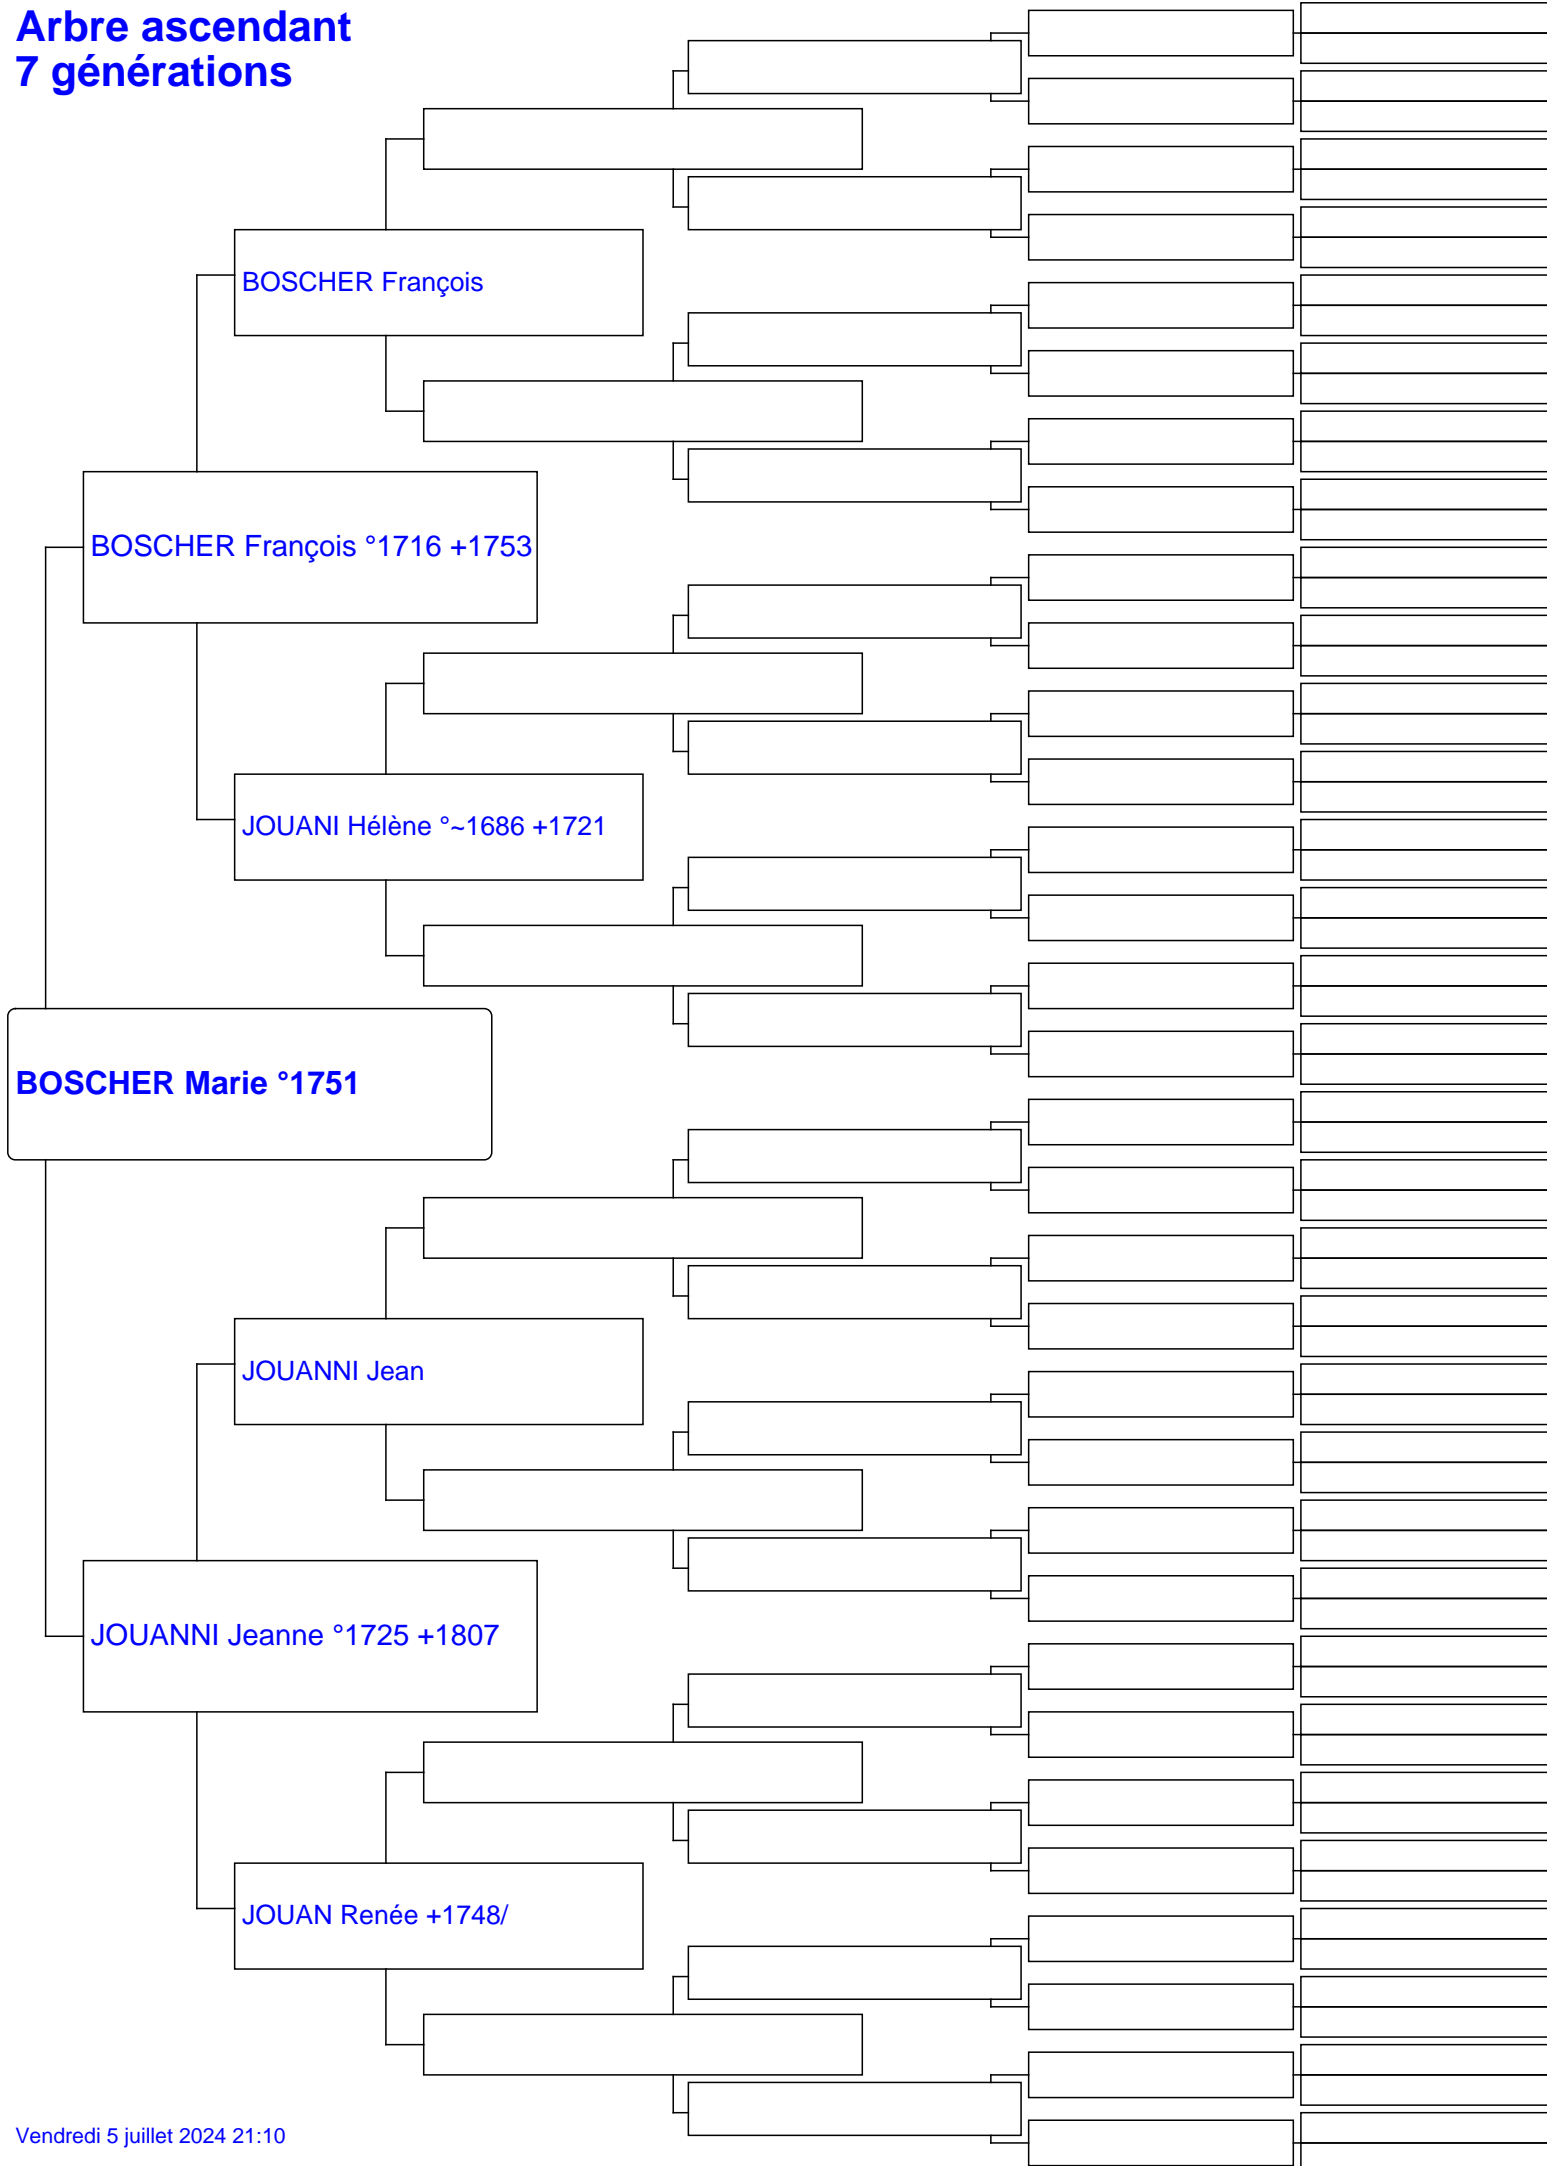 Arbre ascendant
7 générations
BOSCHER François
BOSCHER François °1716 +1753
JOUANI Hélène °~1686 +1721
BOSCHER Marie °1751
JOUANNI Jean
JOUANNI Jeanne °1725 +1807
JOUAN Renée +1748/
Vendredi 5 juillet 2024 21:10